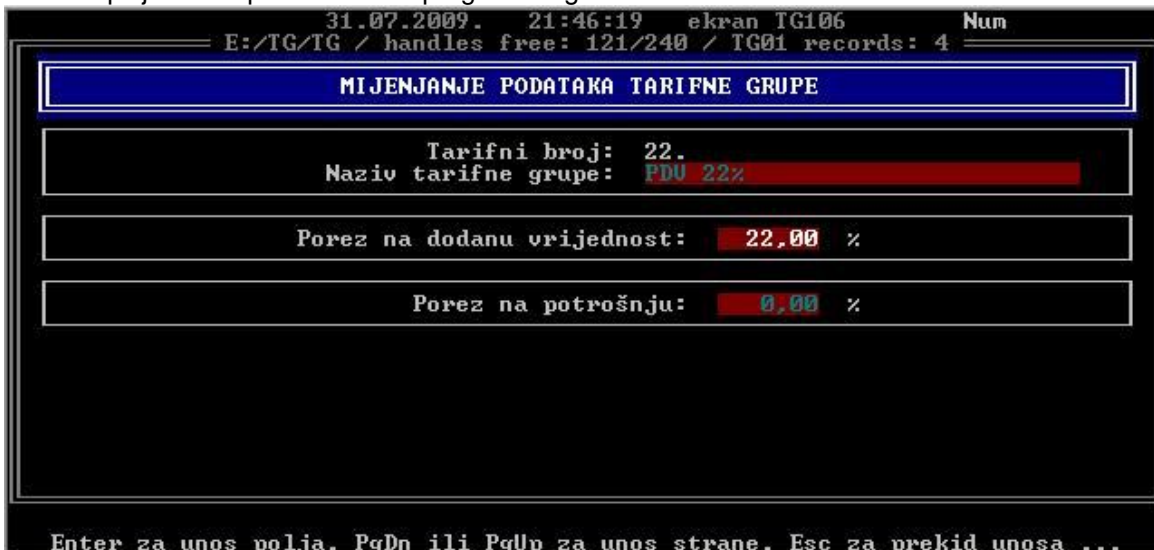 31.07.2009. 21:46:19 ekran TG106 Num
E:/TG/TG / handles free: 121/240 / TG01 records: 4
MIJENJANJE PODATAKA TARIFNE GRUPE
Tarifni broj: 22.
Naziv tarifne grupe: PDV 22%
Porez na dodanu vrijednost: 22,00 %
Porez na potrošnju: 0,00 %
Enter za unos polja, PgDn ili PgUp za unos strane, Esc za prekid unosa ...